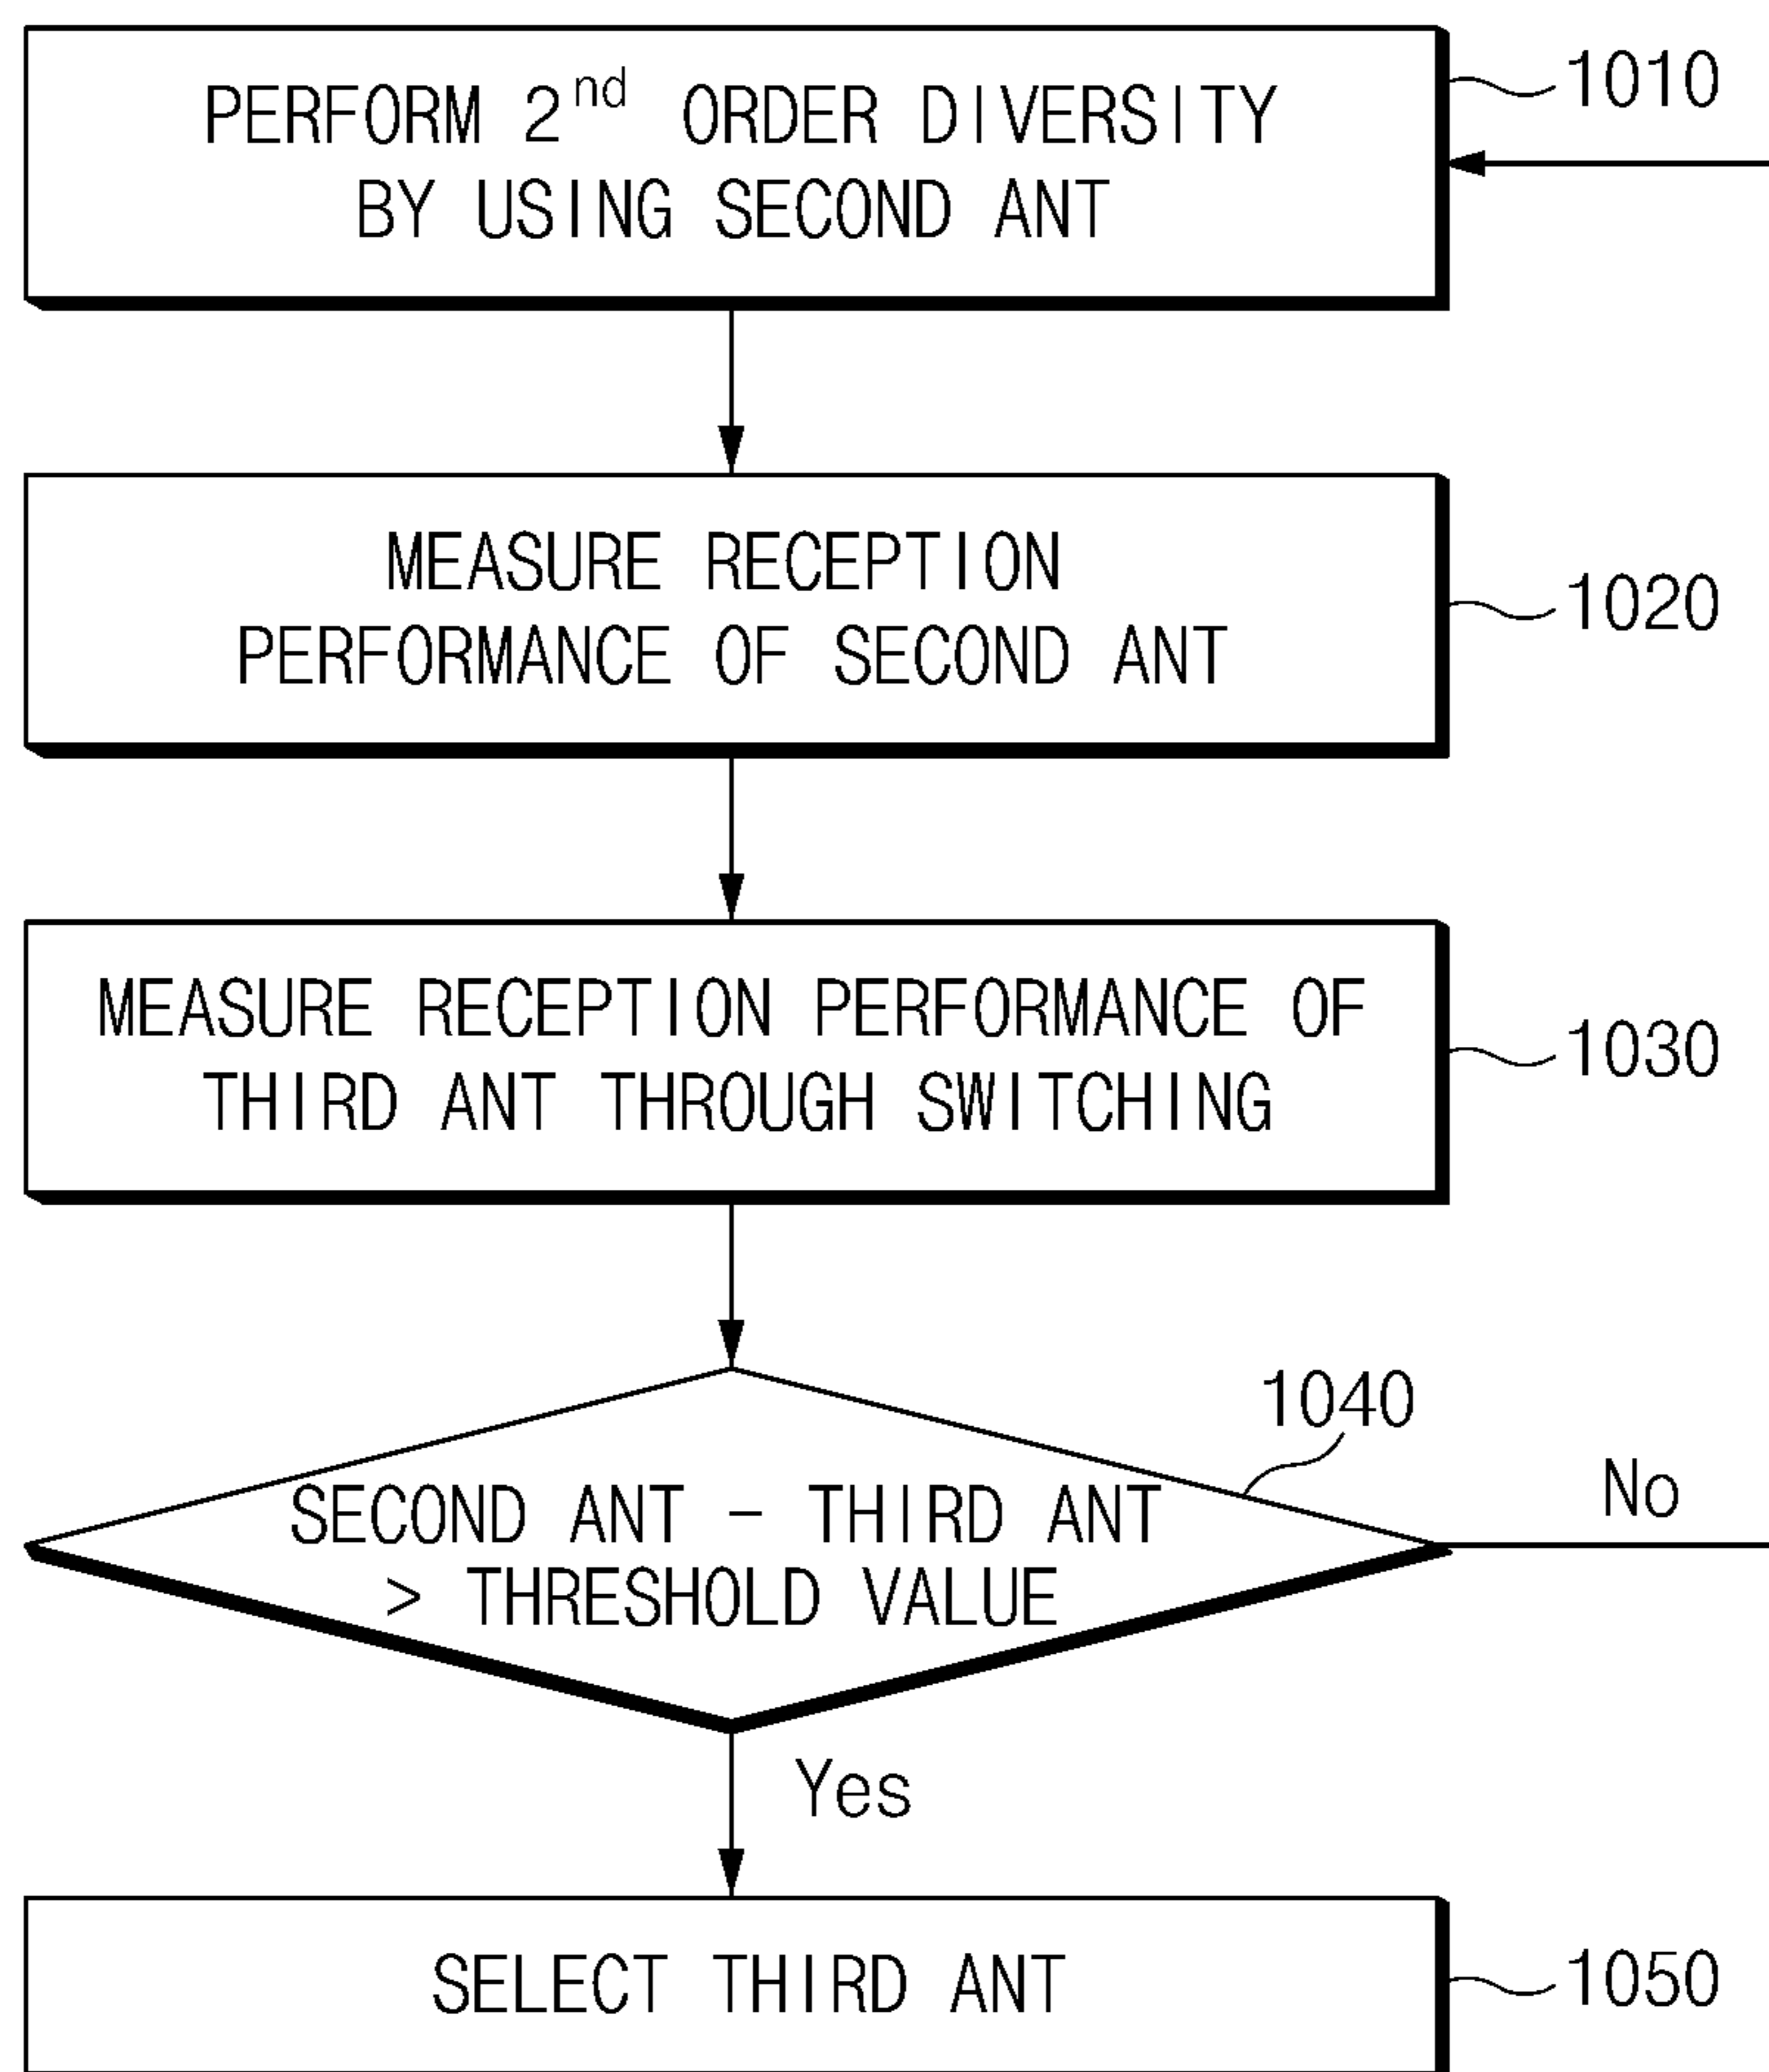 PERFORM 2nd ORDER DIVERSITY
BY USING SECOND ANT
1010
MEASURE RECEPTION
PERFORMANCE OF SECOND ANT
1020
MEASURE RECEPTION PERFORMANCE OF
THIRD ANT THROUGH SWITCHING
1030
1040
SECOND ANT - THIRD ANT
> THRESHOLD VALUE
No
Yes
SELECT THIRD ANT
1050